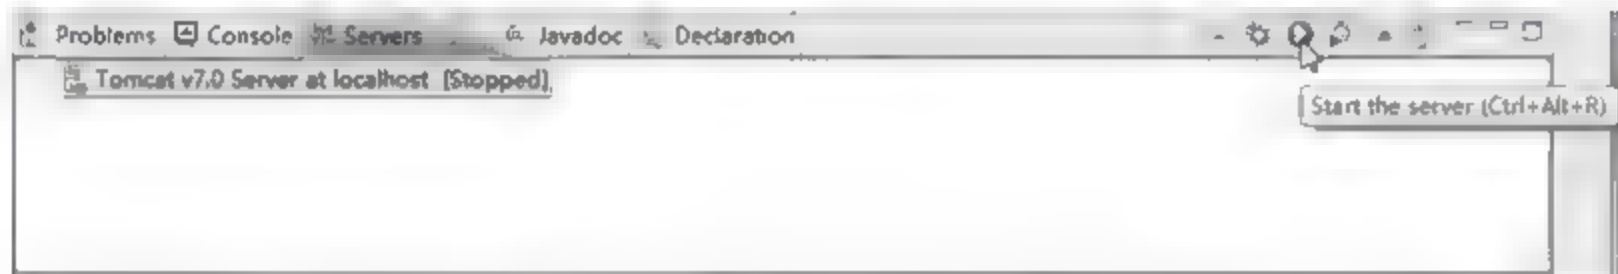 Problems Console Servers Javadoc Declaration
Tomcat v7.0 Server at localhost [Stopped]
Start the server (Ctrl+Alt+R)